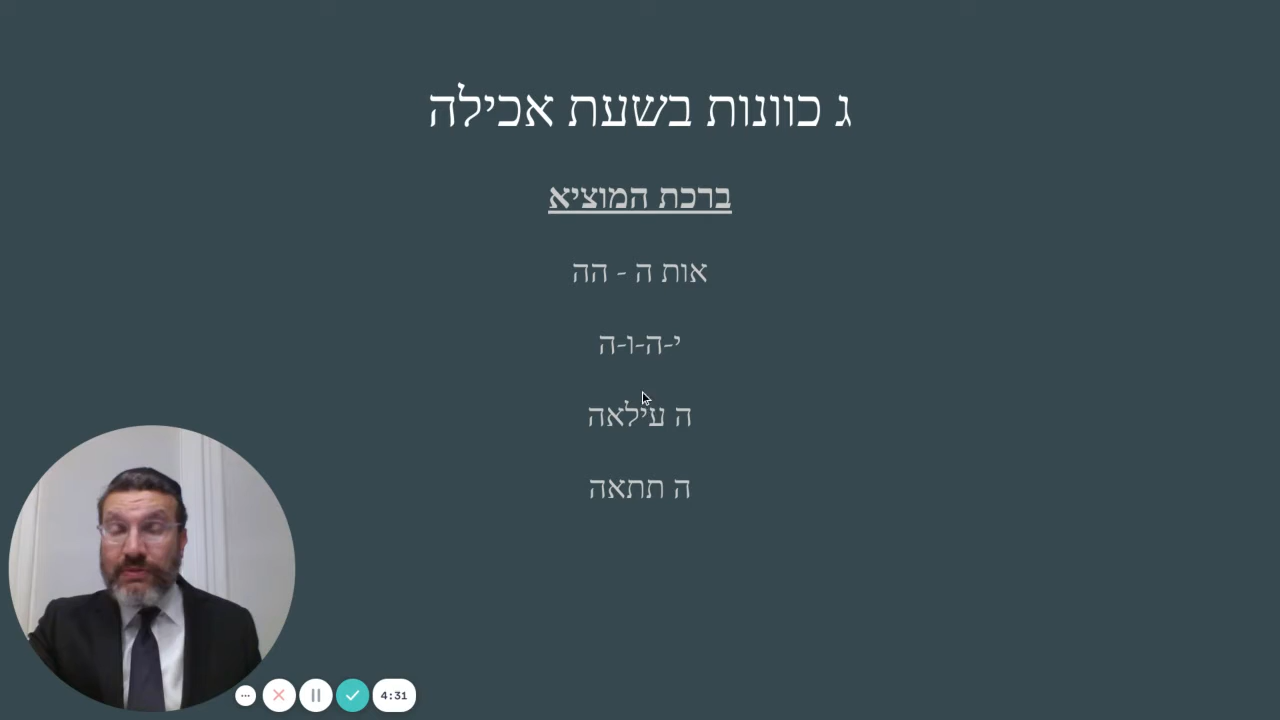 ג כוונות בשעת אכילה
ברכת המוציא
אות ה - הה
י-ה-ו-ה
ה עילאה
ה תתאה
4:31